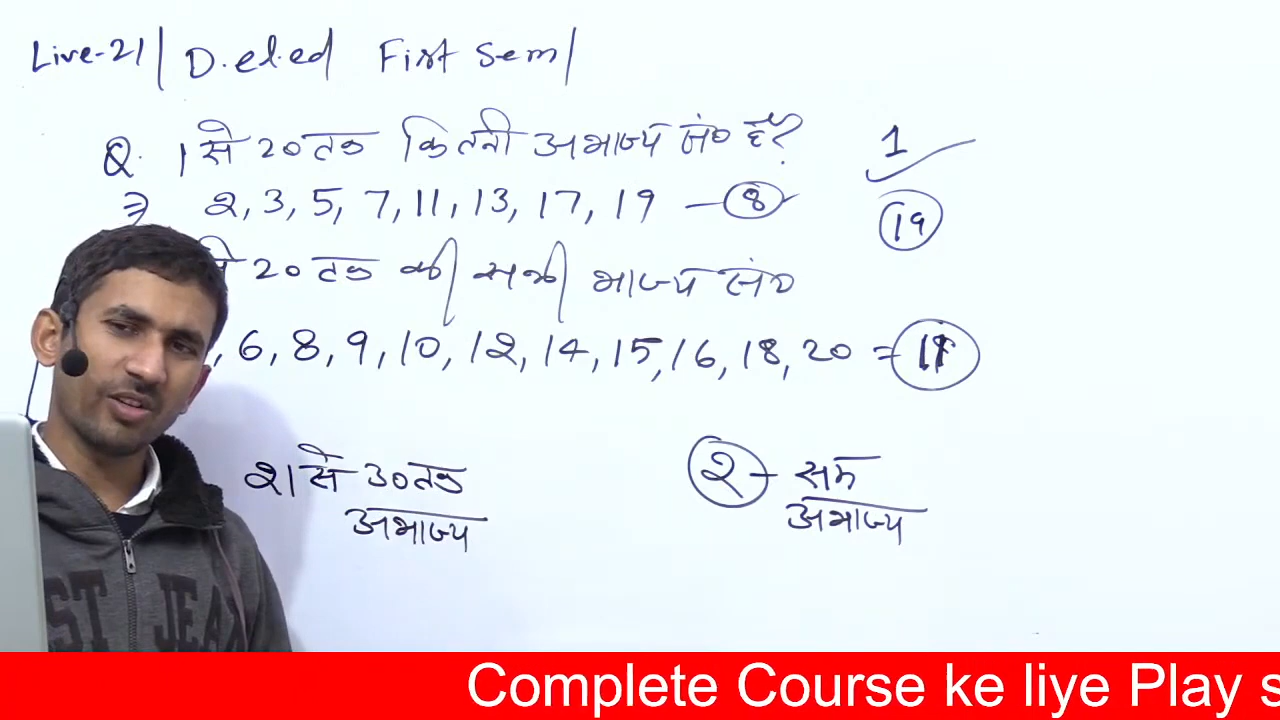 Live-21 | D.el.ed First Sem |
Q. 1 से 20 तक कितनी अभाज्य सं० है?
1
⇒ 2, 3, 5, 7, 11, 13, 17, 19 – 8
19
20 तक की सभी भाज्य सं०
, 6, 8, 9, 10, 12, 14, 15, 16, 18, 20 = 11
21 से 30 तक
अभाज्य
2 – सम
अभाज्य
ST JEAN
Complete Course ke liye Play s